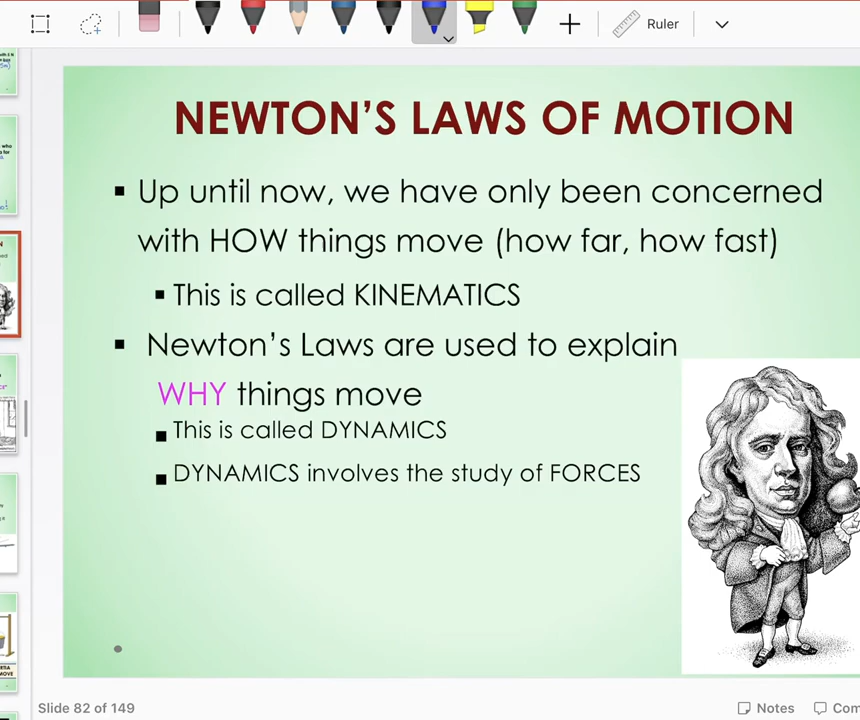 Ruler
NEWTON’S LAWS OF MOTION
▪ Up until now, we have only been concerned
with HOW things move (how far, how fast)
▪ This is called KINEMATICS
▪ Newton’s Laws are used to explain
WHY things move
▪ This is called DYNAMICS
▪ DYNAMICS involves the study of FORCES
Slide 82 of 149
Notes
Com